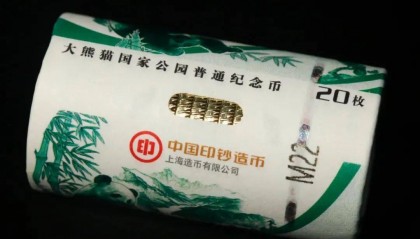 大熊猫国家公园普通纪念币
20枚
印
中国印钞造币
上海造币有限公司
M22